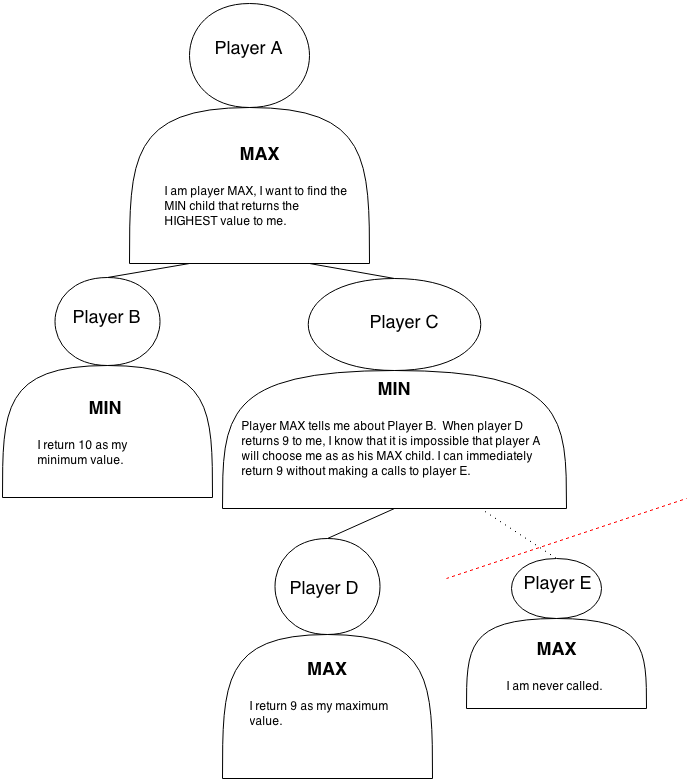 Player A
MAX
I am player MAX, I want to find the
MIN child that returns the
HIGHEST value to me.
Player B
MIN
I return 10 as my
minimum value.
Player C
MIN
Player MAX tells me about Player B.  When player D
returns 9 to me, I know that it is impossible that player A
will choose me as as his MAX child. I can immediately
return 9 without making a calls to player E.
Player D
MAX
I return 9 as my maximum
value.
Player E
MAX
I am never called.